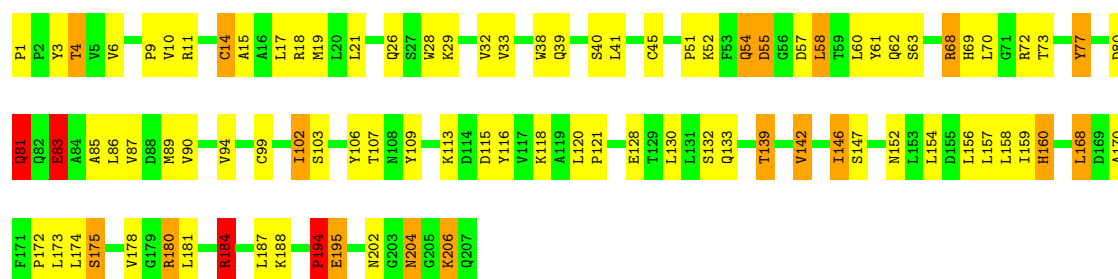 P1 P2 Y3 T4 V5 V6 P9 V10 R11 C14 A15 A16 L17 R18 M19 L20 L21 Q26 S27 W28 K29 V32 V33 W38 Q39 S40 L41 C45 P51 K52 F53 Q54 D55 G56 D57 L58 T59 L60 Y61 Q62 S63 R68 H69 L70 G71 R72 T73 Y77
Q81 Q82 E83 A84 A85 L86 V87 D88 M89 V90 V94 C99 I102 S103 Y106 T107 N108 Y109 K113 D114 D115 Y116 V117 K118 A119 L120 P121 E128 T129 L130 L131 S132 Q133 T139 V142 I146 S147 N152 L153 L154 D155 L156 L157 L158 I159 H160 L168 D169
F171 P172 L173 L174 S175 V178 G179 R180 L181 R184 L187 K188 P194 E195 N202 G203 N204 G205 K206 Q207